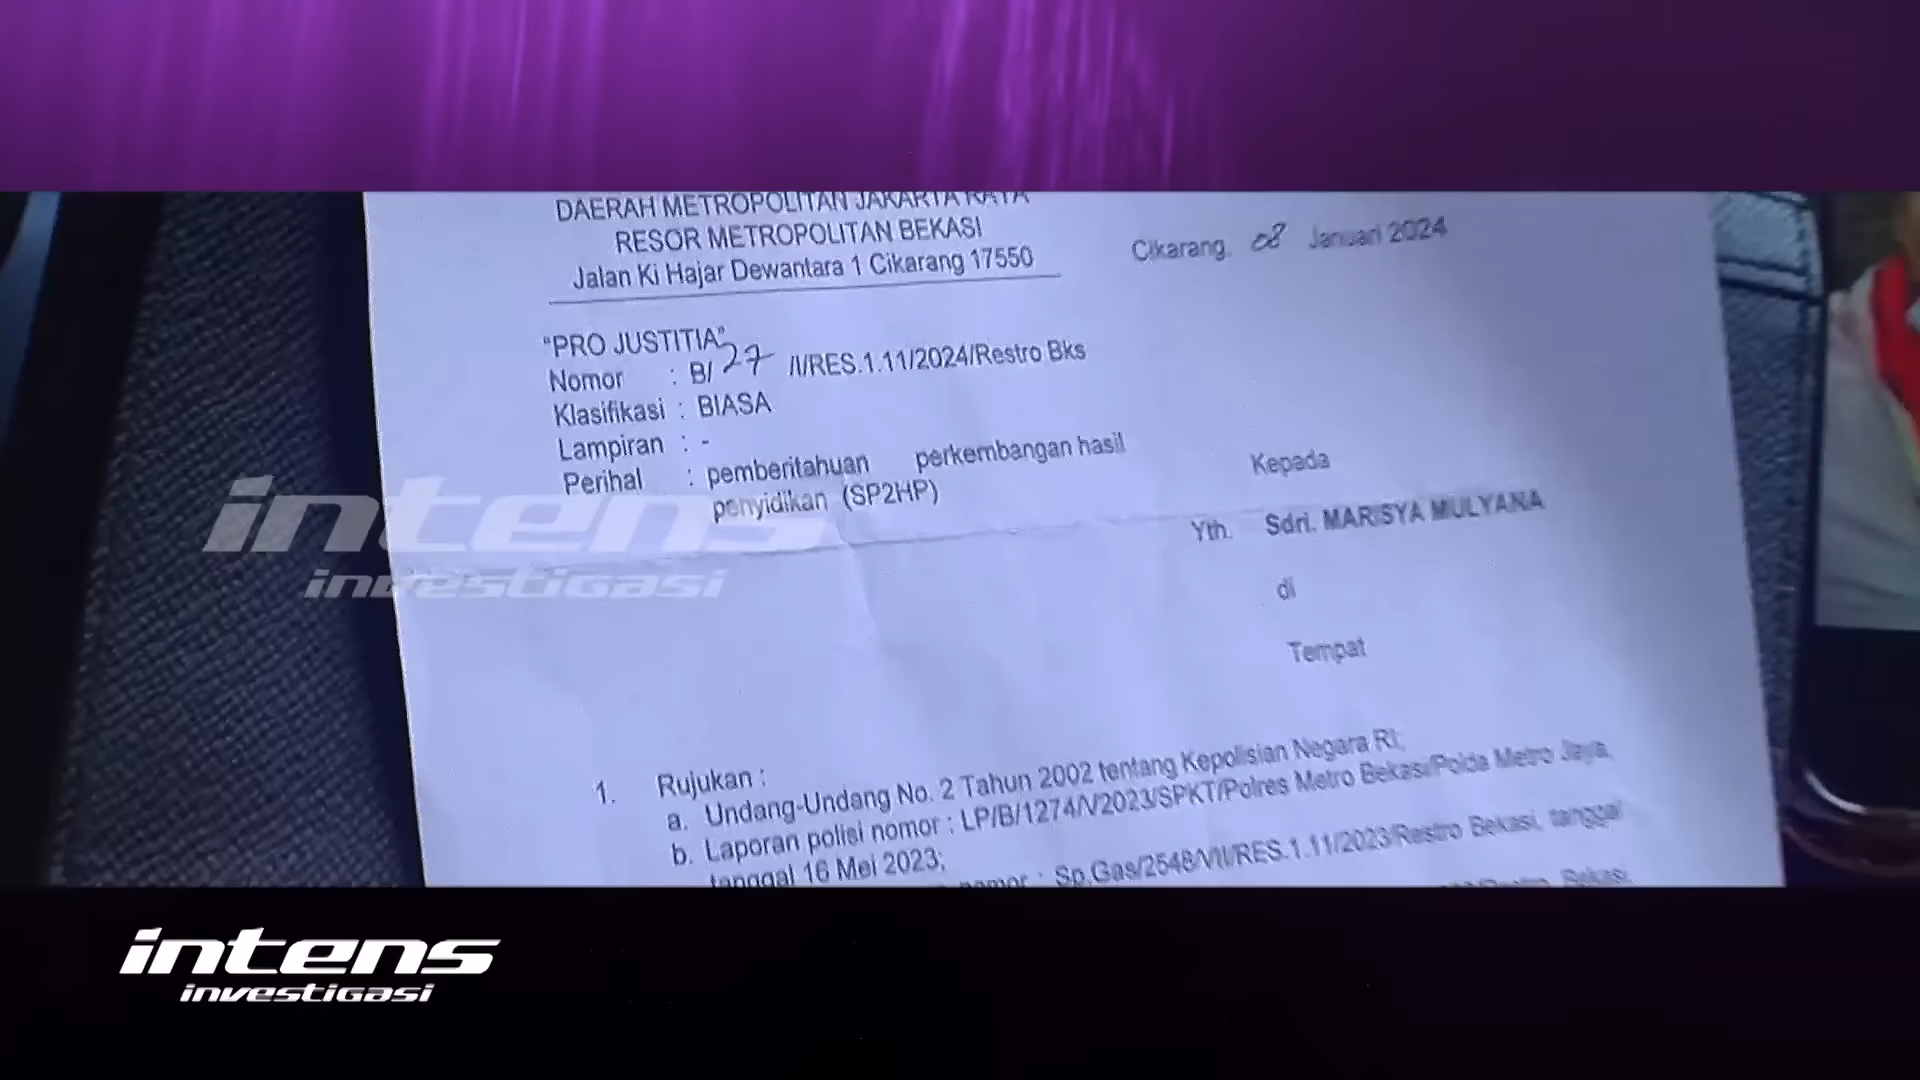 DAERAH METROPOLITAN JAKARTA RAYA
RESOR METROPOLITAN BEKASI
Jalan Ki Hajar Dewantara 1 Cikarang 17550
Cikarang, 08 Januari 2024
"PRO JUSTITIA"
Nomor : B/ 27 /I/RES.1.11/2024/Restro Bks
Klasifikasi : BIASA
Lampiran : -
Perihal : pemberitahuan perkembangan hasil
penyidikan (SP2HP)
Kepada
Yth. Sdri. MARISYA MULYANA
di
Tempat
1. Rujukan :
a. Undang-Undang No. 2 Tahun 2002 tentang Kepolisian Negara RI;
b. Laporan polisi nomor : LP/B/1274/V/2023/SPKT/Polres Metro Bekasi/Polda Metro Jaya,
tanggal 16 Mei 2023;
nomor : Sp.Gas/2548/VII/RES.1.11/2023/Restro Bekasi, tanggal
Bekasi,
intens
investigasi
intens
investigasi